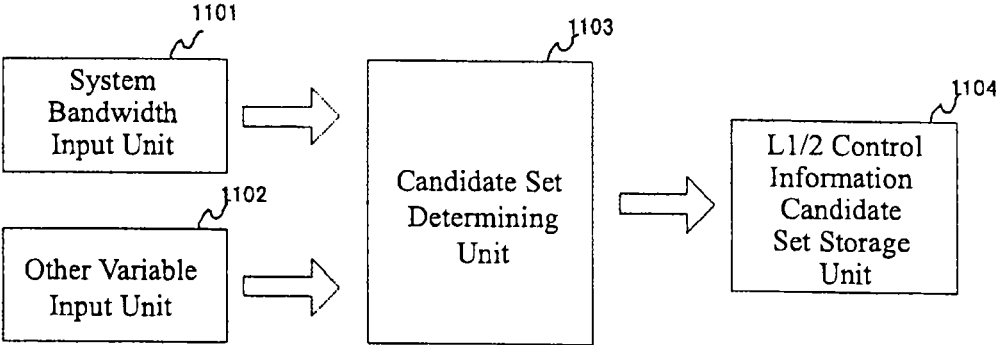 1101
System
Bandwidth
Input Unit
1102
Other Variable
Input Unit
1103
Candidate Set
Determining
Unit
1104
L1/2 Control
Information
Candidate
Set Storage
Unit